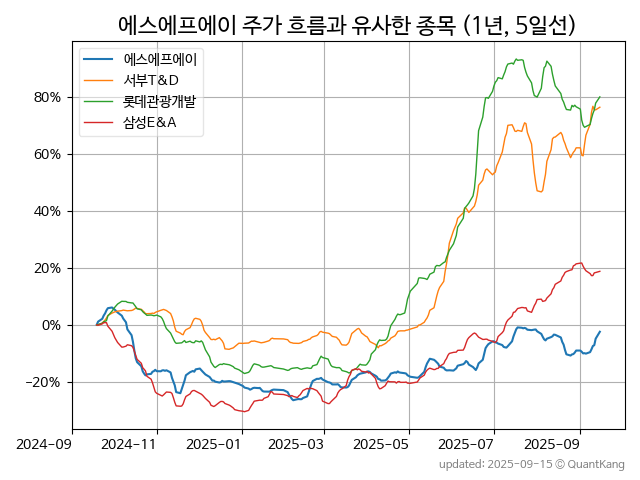 에스에프에이 주가 흐름과 유사한 종목 (1년, 5일선)
에스에프에이
서부T&D
롯데관광개발
삼성E&A
80%
60%
40%
20%
0%
−20%
2024−09
2024−11
2025−01
2025−03
2025−05
2025−07
2025−09
updated: 2025-09-15 © QuantKang